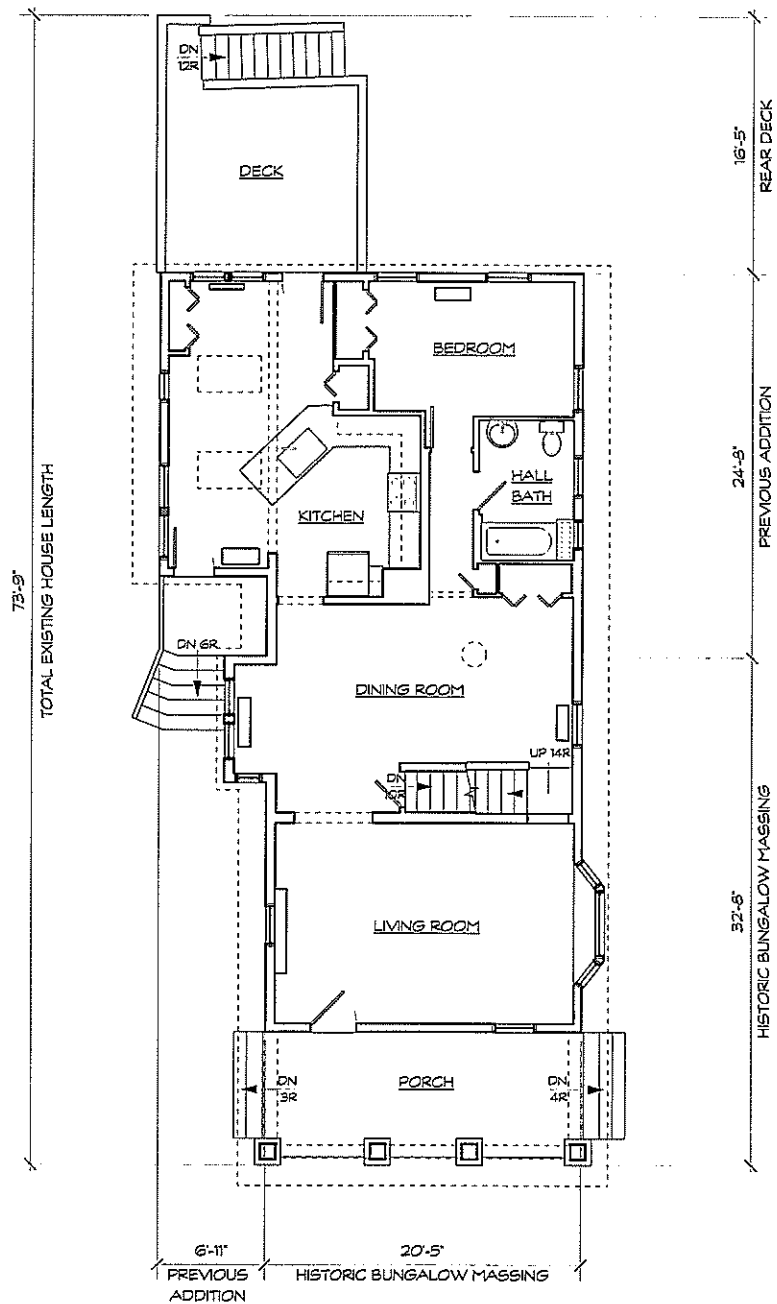 DN
12R
DECK
16'-5"
REAR DECK
BEDROOM
HALL
BATH
KITCHEN
24'-8"
PREVIOUS ADDITION
73'-9"
TOTAL EXISTING HOUSE LENGTH
DN 6R
DINING ROOM
UP 14R
DN
LIVING ROOM
32'-8"
HISTORIC BUNGALOW MASSING
DN
3R
PORCH
DN
4R
6'-11"
PREVIOUS
ADDITION
20'-5"
HISTORIC BUNGALOW MASSING